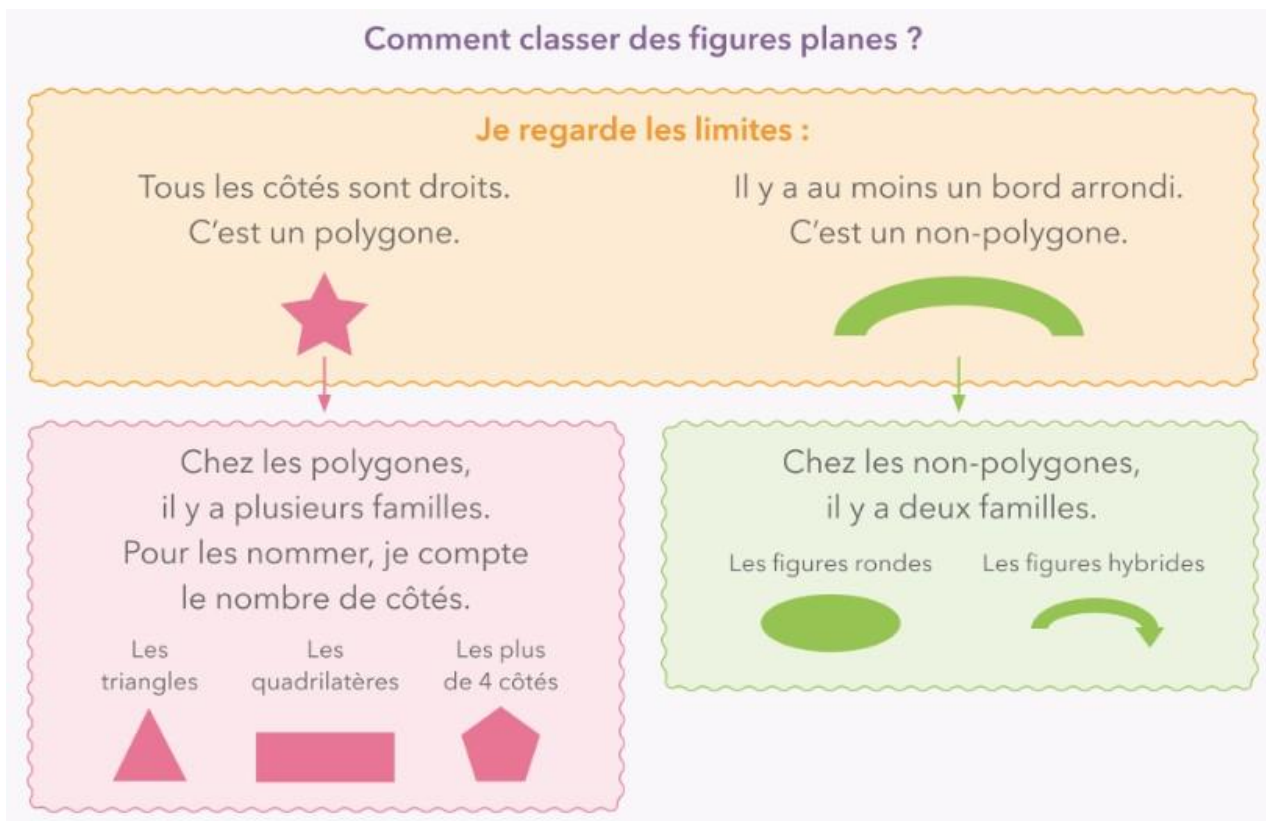 Comment classer des figures planes ?
Je regarde les limites :
Tous les côtés sont droits.
C'est un polygone.
Il y a au moins un bord arrondi.
C'est un non-polygone.
Chez les polygones,
il y a plusieurs familles.
Pour les nommer, je compte
le nombre de côtés.
Les
triangles
Les
quadrilatères
Les plus
de 4 côtés
Chez les non-polygones,
il y a deux familles.
Les figures rondes
Les figures hybrides